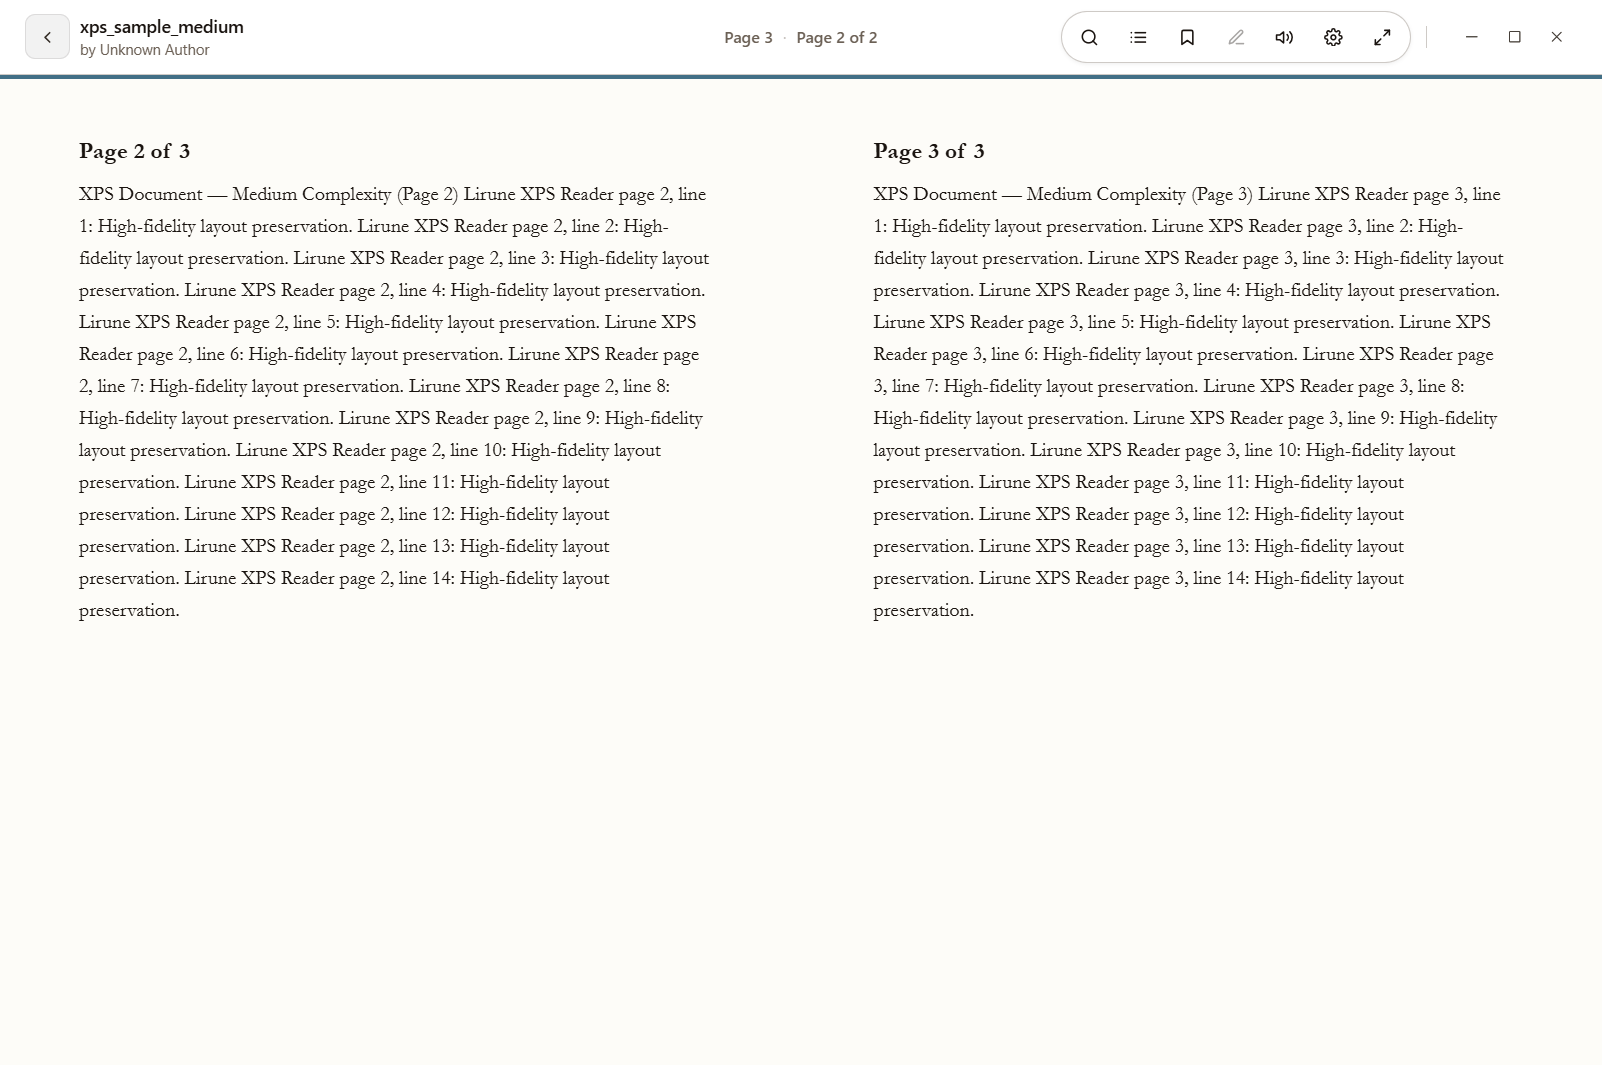 xps_sample_medium
by Unknown Author
Page 3 · Page 2 of 2
Page 2 of 3
XPS Document — Medium Complexity (Page 2) Lirune XPS Reader page 2, line
1: High-fidelity layout preservation. Lirune XPS Reader page 2, line 2: High-
fidelity layout preservation. Lirune XPS Reader page 2, line 3: High-fidelity layout
preservation. Lirune XPS Reader page 2, line 4: High-fidelity layout preservation.
Lirune XPS Reader page 2, line 5: High-fidelity layout preservation. Lirune XPS
Reader page 2, line 6: High-fidelity layout preservation. Lirune XPS Reader page
2, line 7: High-fidelity layout preservation. Lirune XPS Reader page 2, line 8:
High-fidelity layout preservation. Lirune XPS Reader page 2, line 9: High-fidelity
layout preservation. Lirune XPS Reader page 2, line 10: High-fidelity layout
preservation. Lirune XPS Reader page 2, line 11: High-fidelity layout
preservation. Lirune XPS Reader page 2, line 12: High-fidelity layout
preservation. Lirune XPS Reader page 2, line 13: High-fidelity layout
preservation. Lirune XPS Reader page 2, line 14: High-fidelity layout
preservation.
Page 3 of 3
XPS Document — Medium Complexity (Page 3) Lirune XPS Reader page 3, line
1: High-fidelity layout preservation. Lirune XPS Reader page 3, line 2: High-
fidelity layout preservation. Lirune XPS Reader page 3, line 3: High-fidelity layout
preservation. Lirune XPS Reader page 3, line 4: High-fidelity layout preservation.
Lirune XPS Reader page 3, line 5: High-fidelity layout preservation. Lirune XPS
Reader page 3, line 6: High-fidelity layout preservation. Lirune XPS Reader page
3, line 7: High-fidelity layout preservation. Lirune XPS Reader page 3, line 8:
High-fidelity layout preservation. Lirune XPS Reader page 3, line 9: High-fidelity
layout preservation. Lirune XPS Reader page 3, line 10: High-fidelity layout
preservation. Lirune XPS Reader page 3, line 11: High-fidelity layout
preservation. Lirune XPS Reader page 3, line 12: High-fidelity layout
preservation. Lirune XPS Reader page 3, line 13: High-fidelity layout
preservation. Lirune XPS Reader page 3, line 14: High-fidelity layout
preservation.